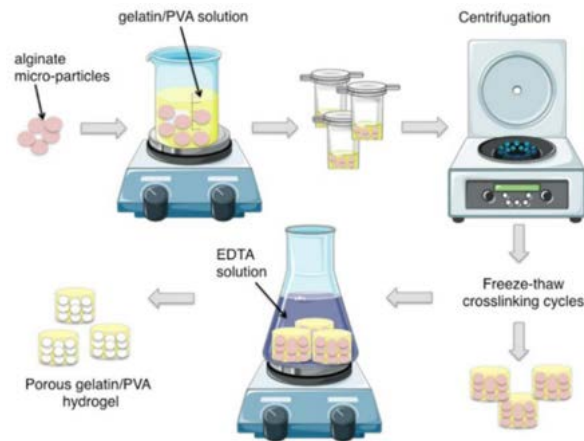 gelatin/PVA solution
Centrifugation
alginate
micro-particles
EDTA
solution
Freeze-thaw
crosslinking cycles
Porous gelatin/PVA
hydrogel